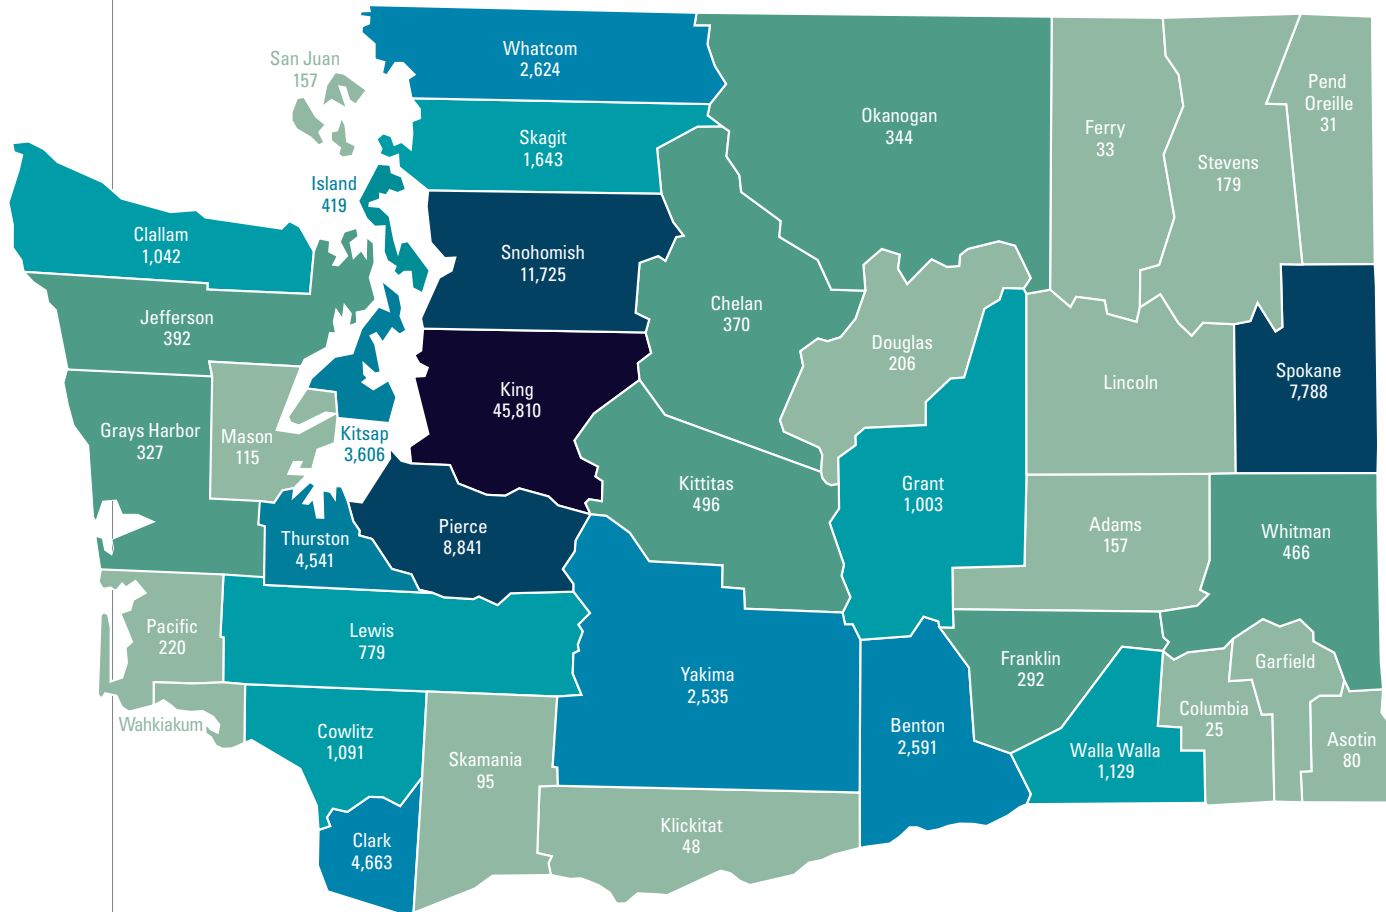 Whatcom
2,624
San Juan
157
Skagit
1,643
Okanogan
344
Ferry
33
Stevens
179
Pend
Oreille
31
Island
419
Clallam
1,042
Snohomish
11,725
Jefferson
392
Chelan
370
Douglas
206
Lincoln
Spokane
7,788
King
45,810
Grays Harbor
327
Mason
115
Kitsap
3,606
Kittitas
496
Grant
1,003
Adams
157
Whitman
466
Thurston
4,541
Pierce
8,841
Pacific
220
Lewis
779
Yakima
2,535
Franklin
292
Garfield
Wahkiakum
Cowlitz
1,091
Skamania
95
Benton
2,591
Walla Walla
1,129
Columbia
25
Asotin
80
Clark
4,663
Klickitat
48